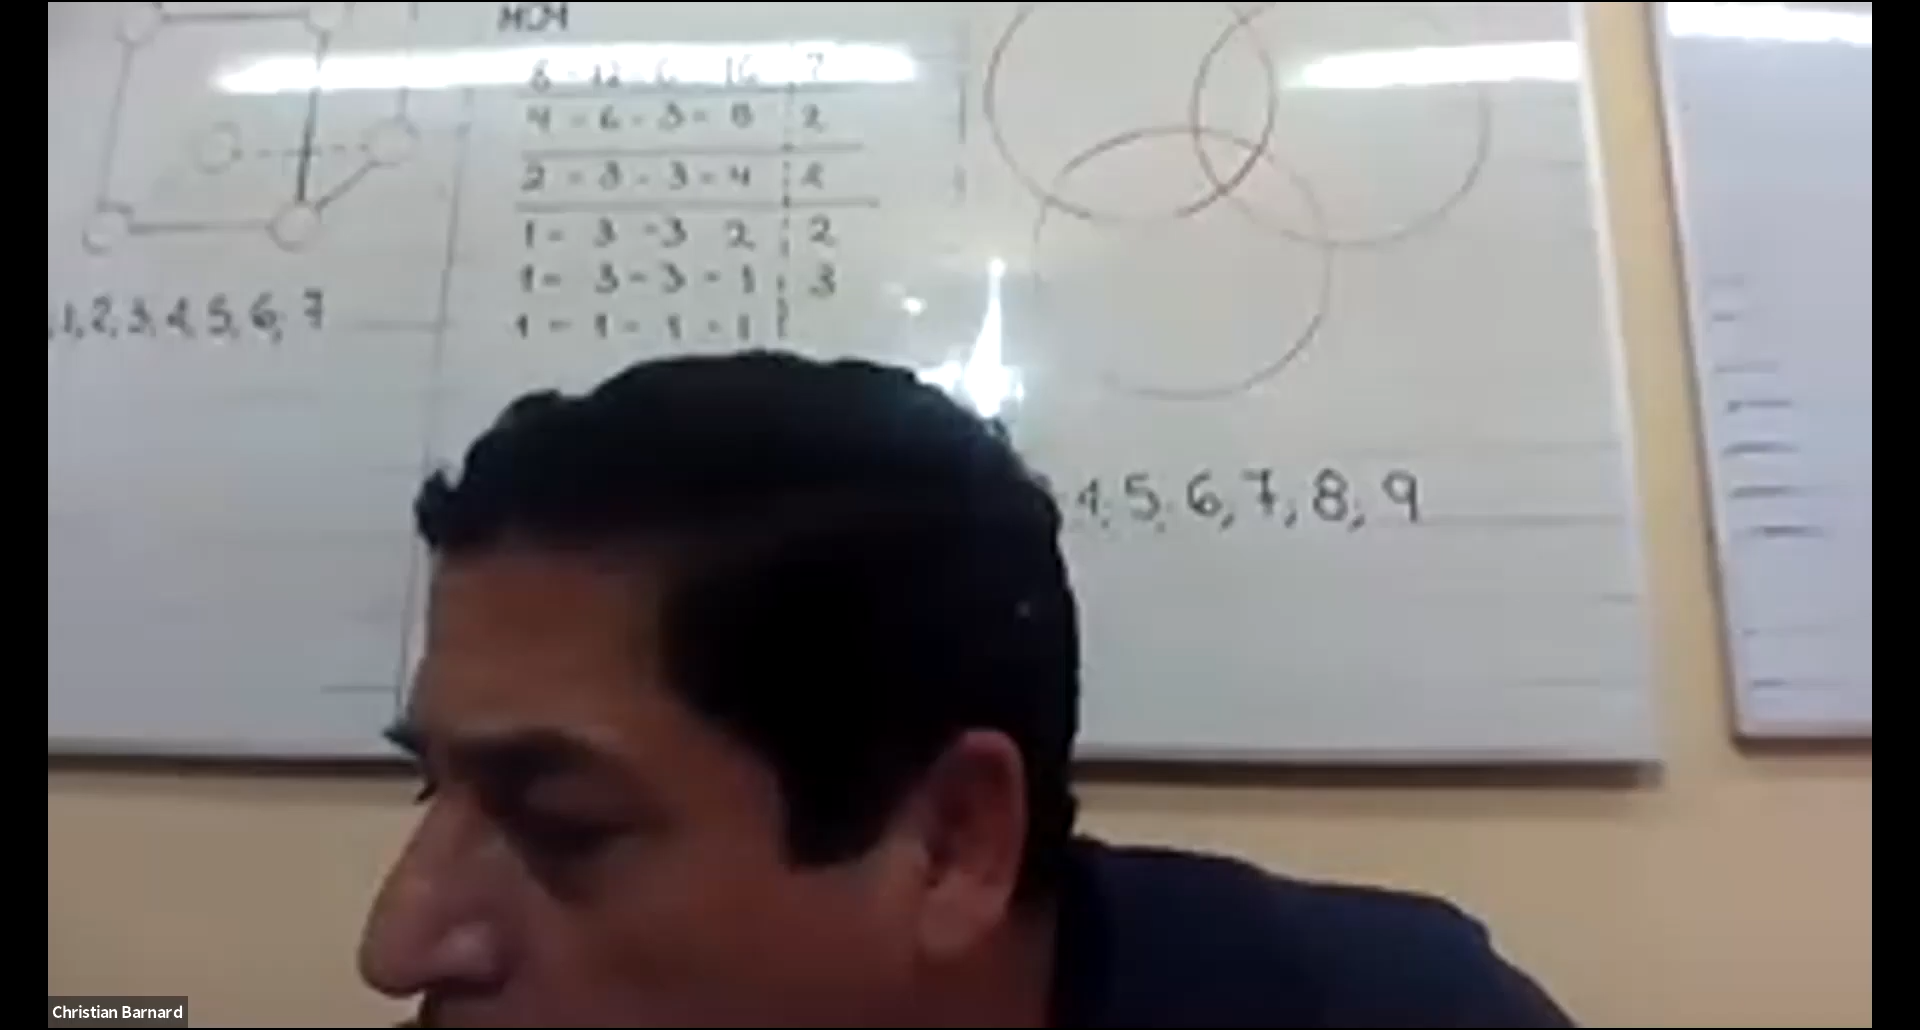 MCM
8 - 12 - 6 - 16 2
4 - 6 - 3 - 8 2
2 - 3 - 3 - 4 2
1 - 3 - 3 2 2
1 - 3 - 3 - 1 3
1 - 1 - 1 - 1
1, 2, 3, 4, 5, 6, 7
4, 5, 6, 7, 8, 9
Christian Barnard